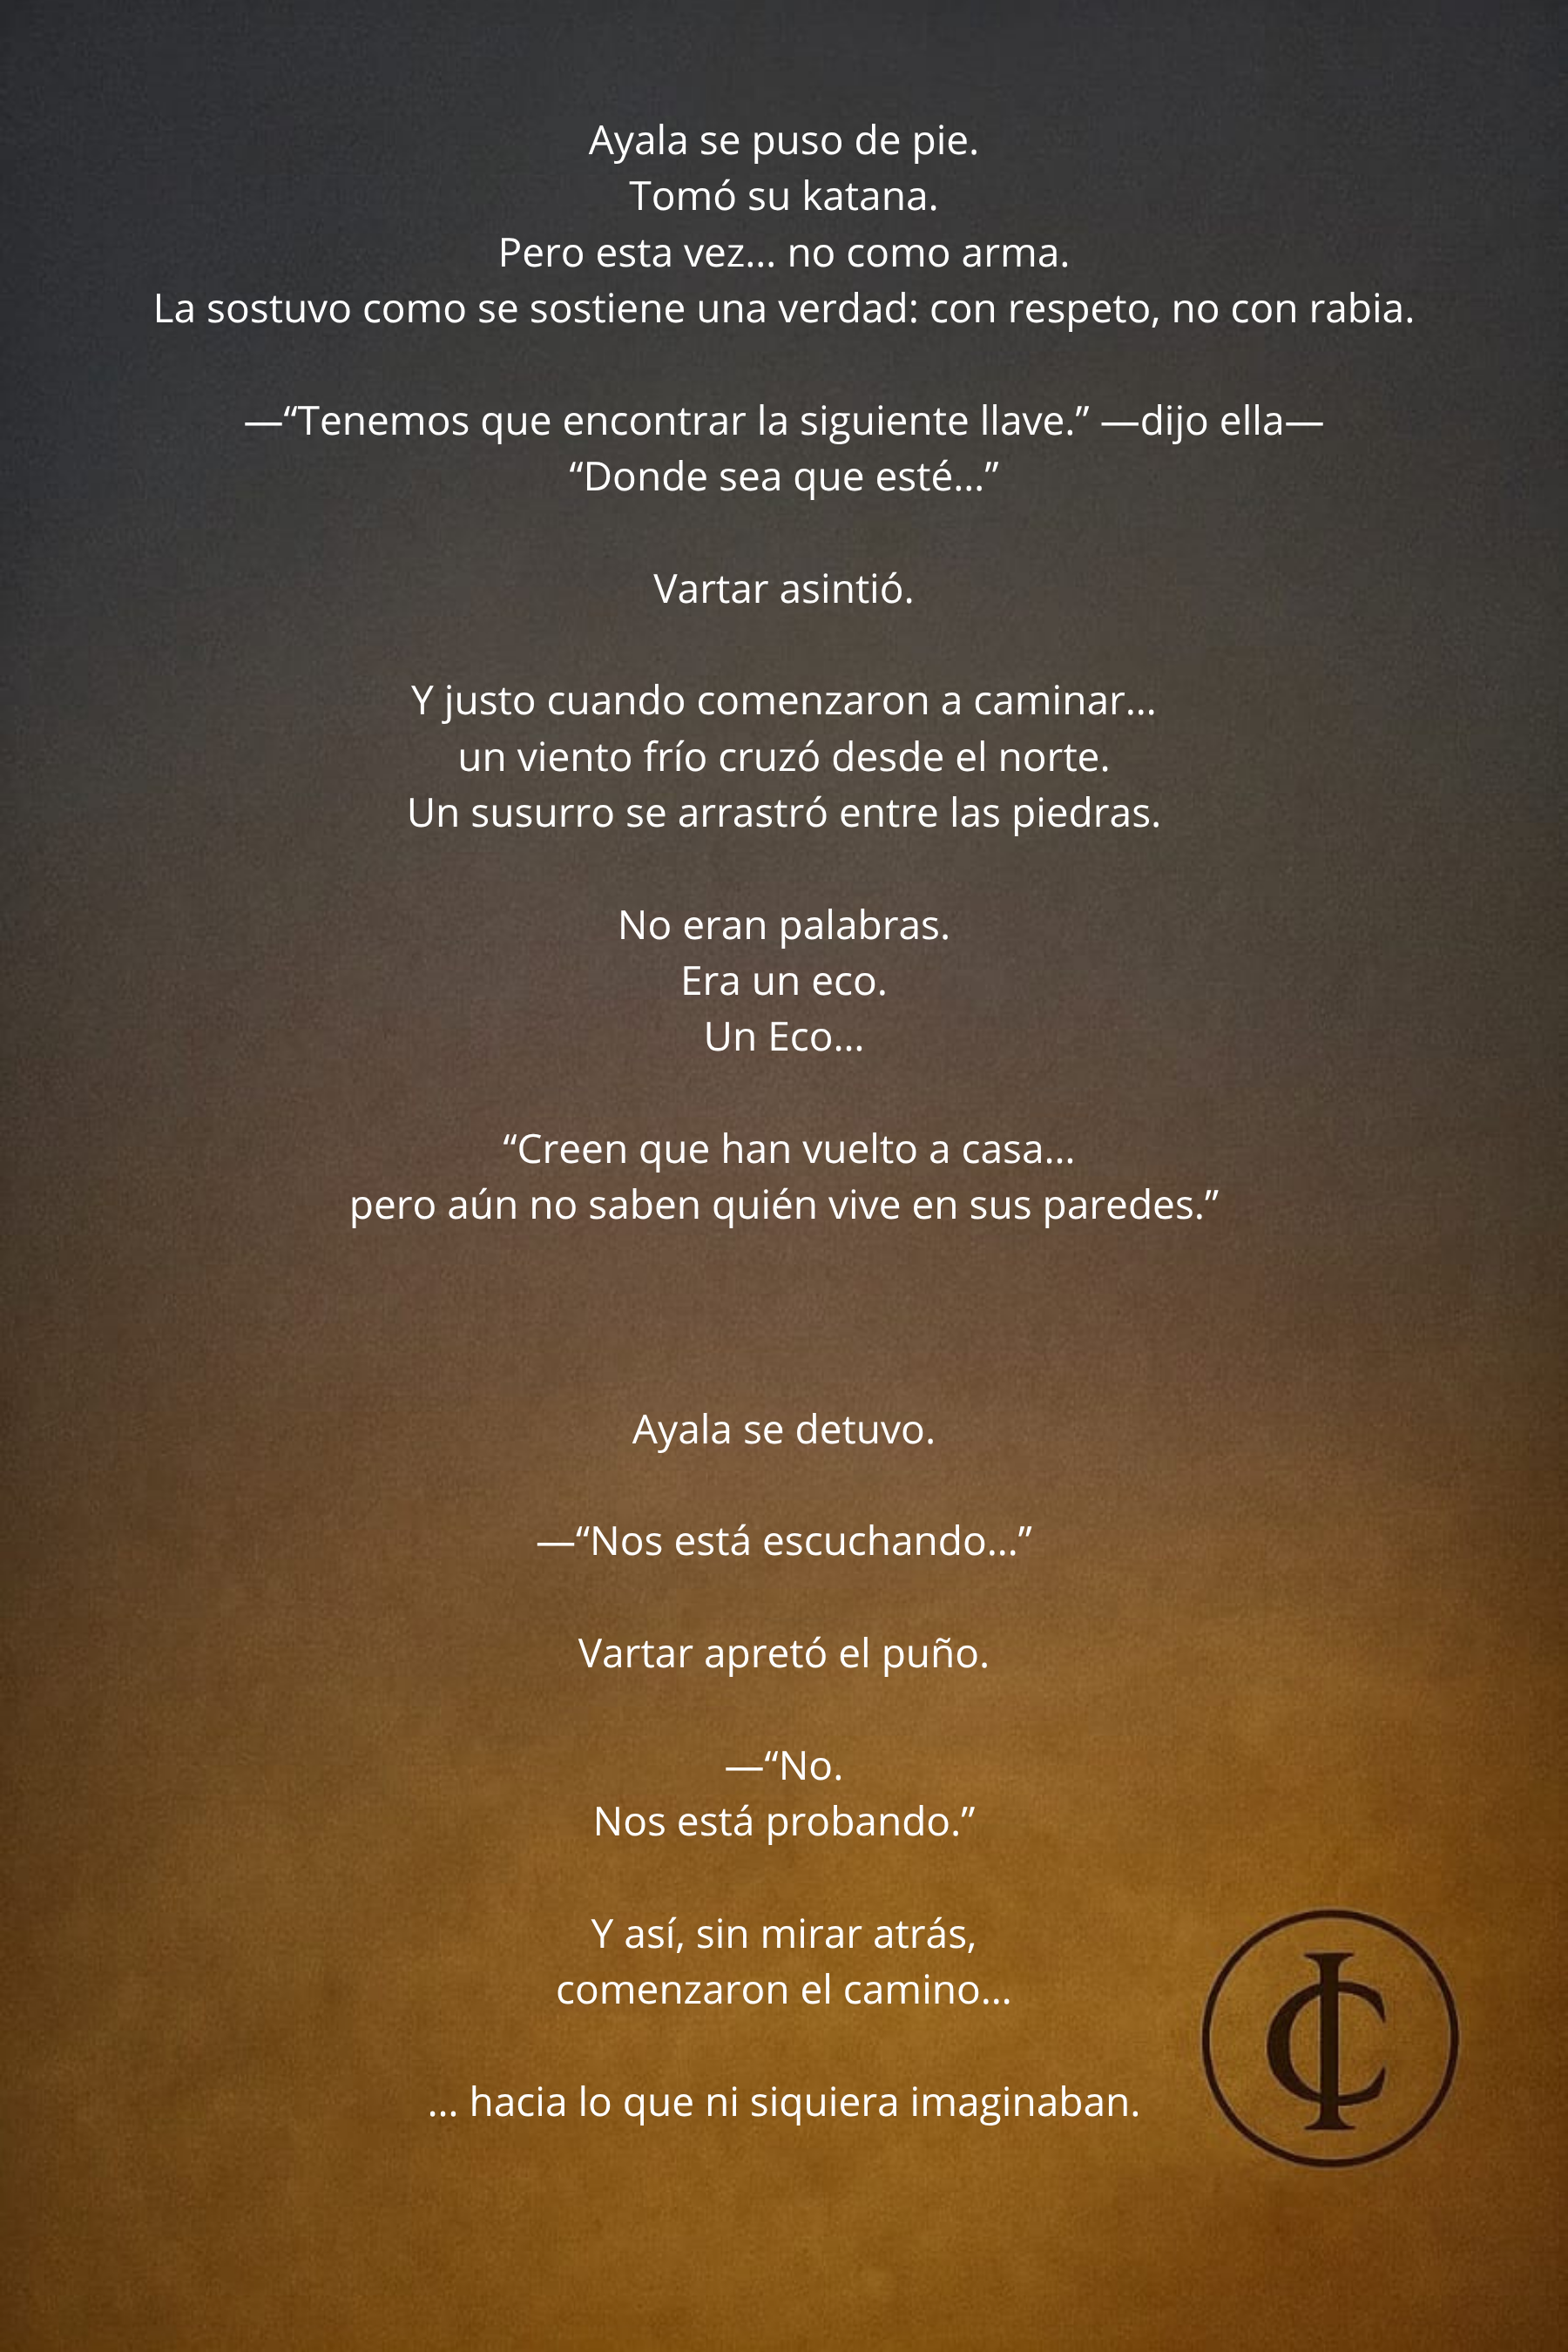 Ayala se puso de pie.
Tomó su katana.
Pero esta vez... no como arma.
La sostuvo como se sostiene una verdad: con respeto, no con rabia.
—“Tenemos que encontrar la siguiente llave.” —dijo ella—
“Donde sea que esté...”
Vartar asintió.
Y justo cuando comenzaron a caminar...
un viento frío cruzó desde el norte.
Un susurro se arrastró entre las piedras.
No eran palabras.
Era un eco.
Un Eco...
“Creen que han vuelto a casa...
pero aún no saben quién vive en sus paredes.”
Ayala se detuvo.
—“Nos está escuchando...”
Vartar apretó el puño.
—“No.
Nos está probando.”
Y así, sin mirar atrás,
comenzaron el camino...
... hacia lo que ni siquiera imaginaban.
IC